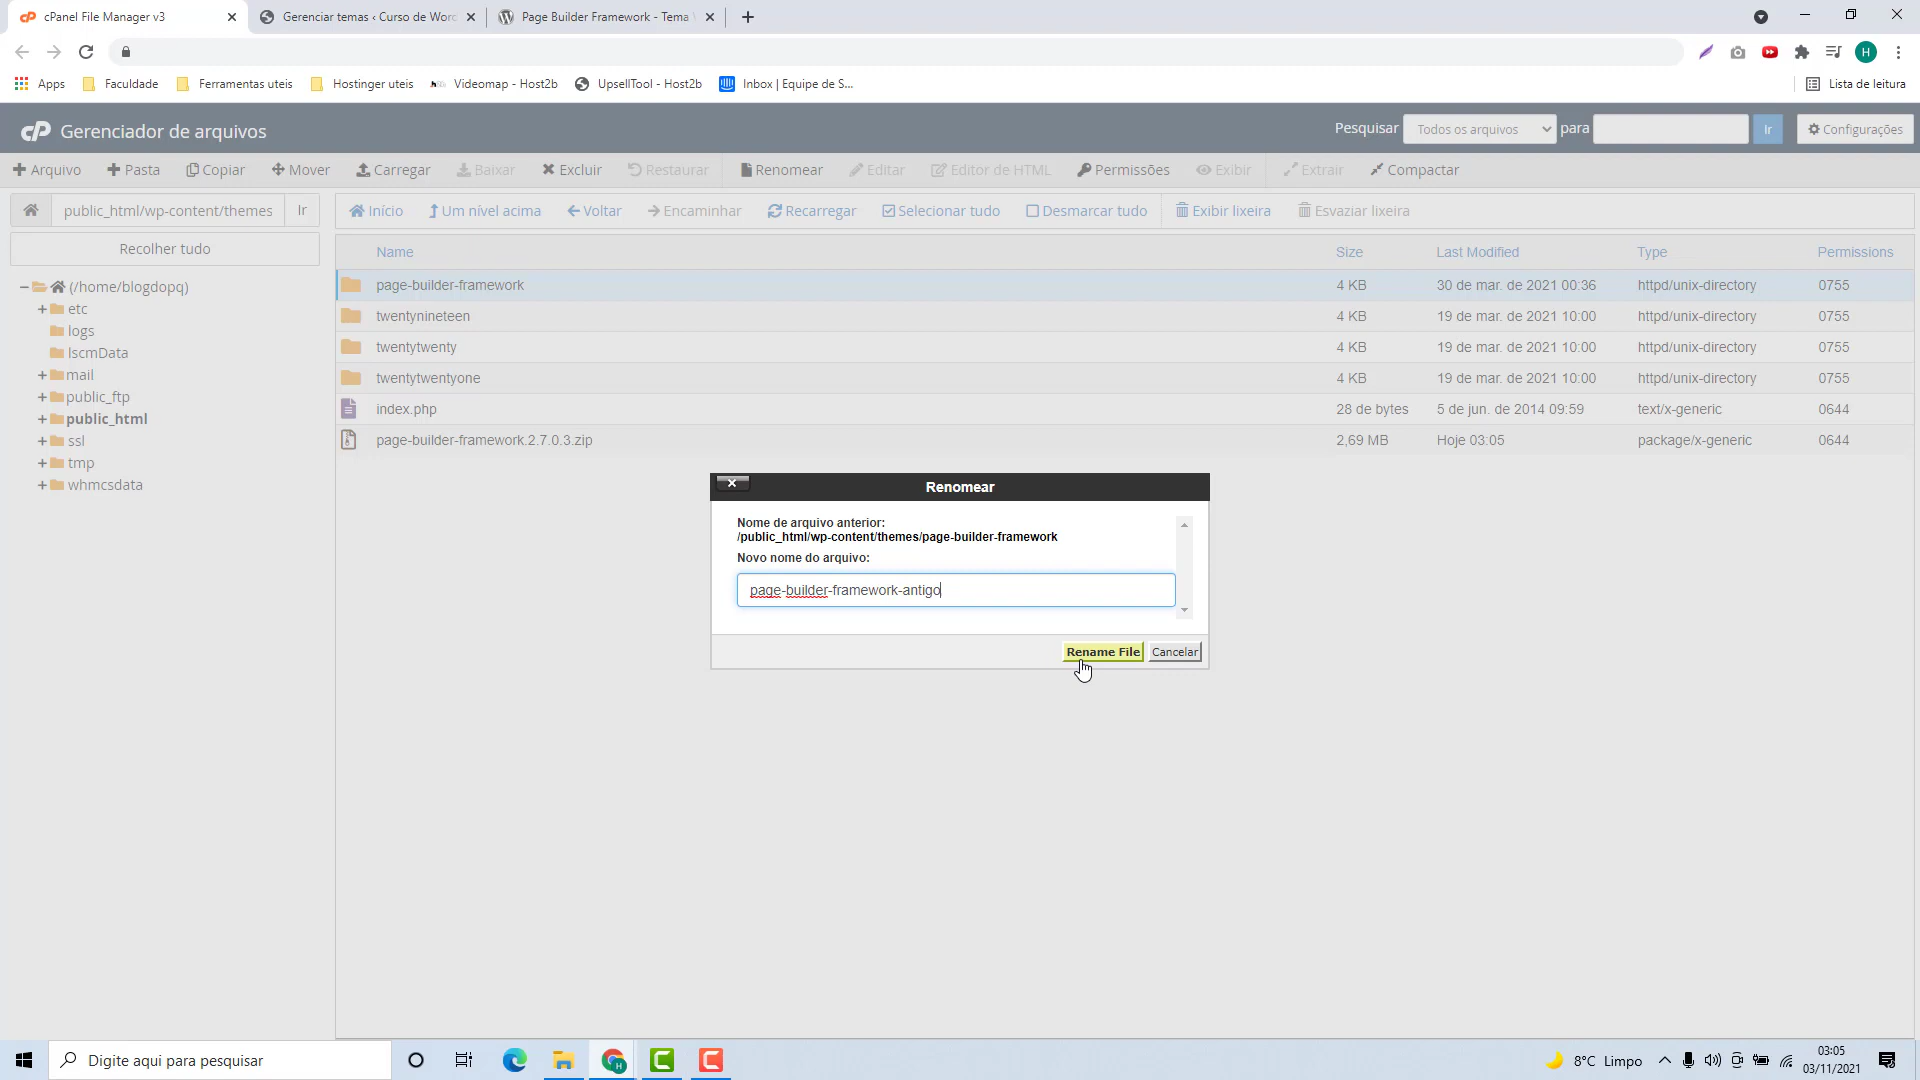 cPanel File Manager v3
Gerenciar temas ‹ Curso de Word
Page Builder Framework - Tema
H
Apps
Faculdade
Ferramentas uteis
Hostinger uteis
Videomap - Host2b
UpsellTool - Host2b
Inbox | Equipe de S...
Lista de leitura
cP Gerenciador de arquivos
Pesquisar
Todos os arquivos
para
Ir
Configurações
Arquivo
Pasta
Copiar
Mover
Carregar
Baixar
Excluir
Restaurar
Renomear
Editar
Editor de HTML
Permissões
Exibir
Extrair
Compactar
public_html/wp-content/themes
Ir
Início
Um nível acima
Voltar
Encaminhar
Recarregar
Selecionar tudo
Desmarcar tudo
Exibir lixeira
Esvaziar lixeira
Recolher tudo
(/home/blogdopq)
etc
logs
lscmData
mail
public_ftp
public_html
ssl
tmp
whmcsdata
Name Size Last Modified Type Permissions
page-builder-framework 4 KB 30 de mar. de 2021 00:36 httpd/unix-directory 0755
twentynineteen 4 KB 19 de mar. de 2021 10:00 httpd/unix-directory 0755
twentytwenty 4 KB 19 de mar. de 2021 10:00 httpd/unix-directory 0755
twentytwentyone 4 KB 19 de mar. de 2021 10:00 httpd/unix-directory 0755
index.php 28 de bytes 5 de jun. de 2014 09:59 text/x-generic 0644
page-builder-framework.2.7.0.3.zip 2,69 MB Hoje 03:05 package/x-generic 0644
Renomear
Nome de arquivo anterior:
/public_html/wp-content/themes/page-builder-framework
Novo nome do arquivo:
page-builder-framework-antigo
Rename File
Cancelar
Digite aqui para pesquisar
8°C Limpo
03:05
03/11/2021